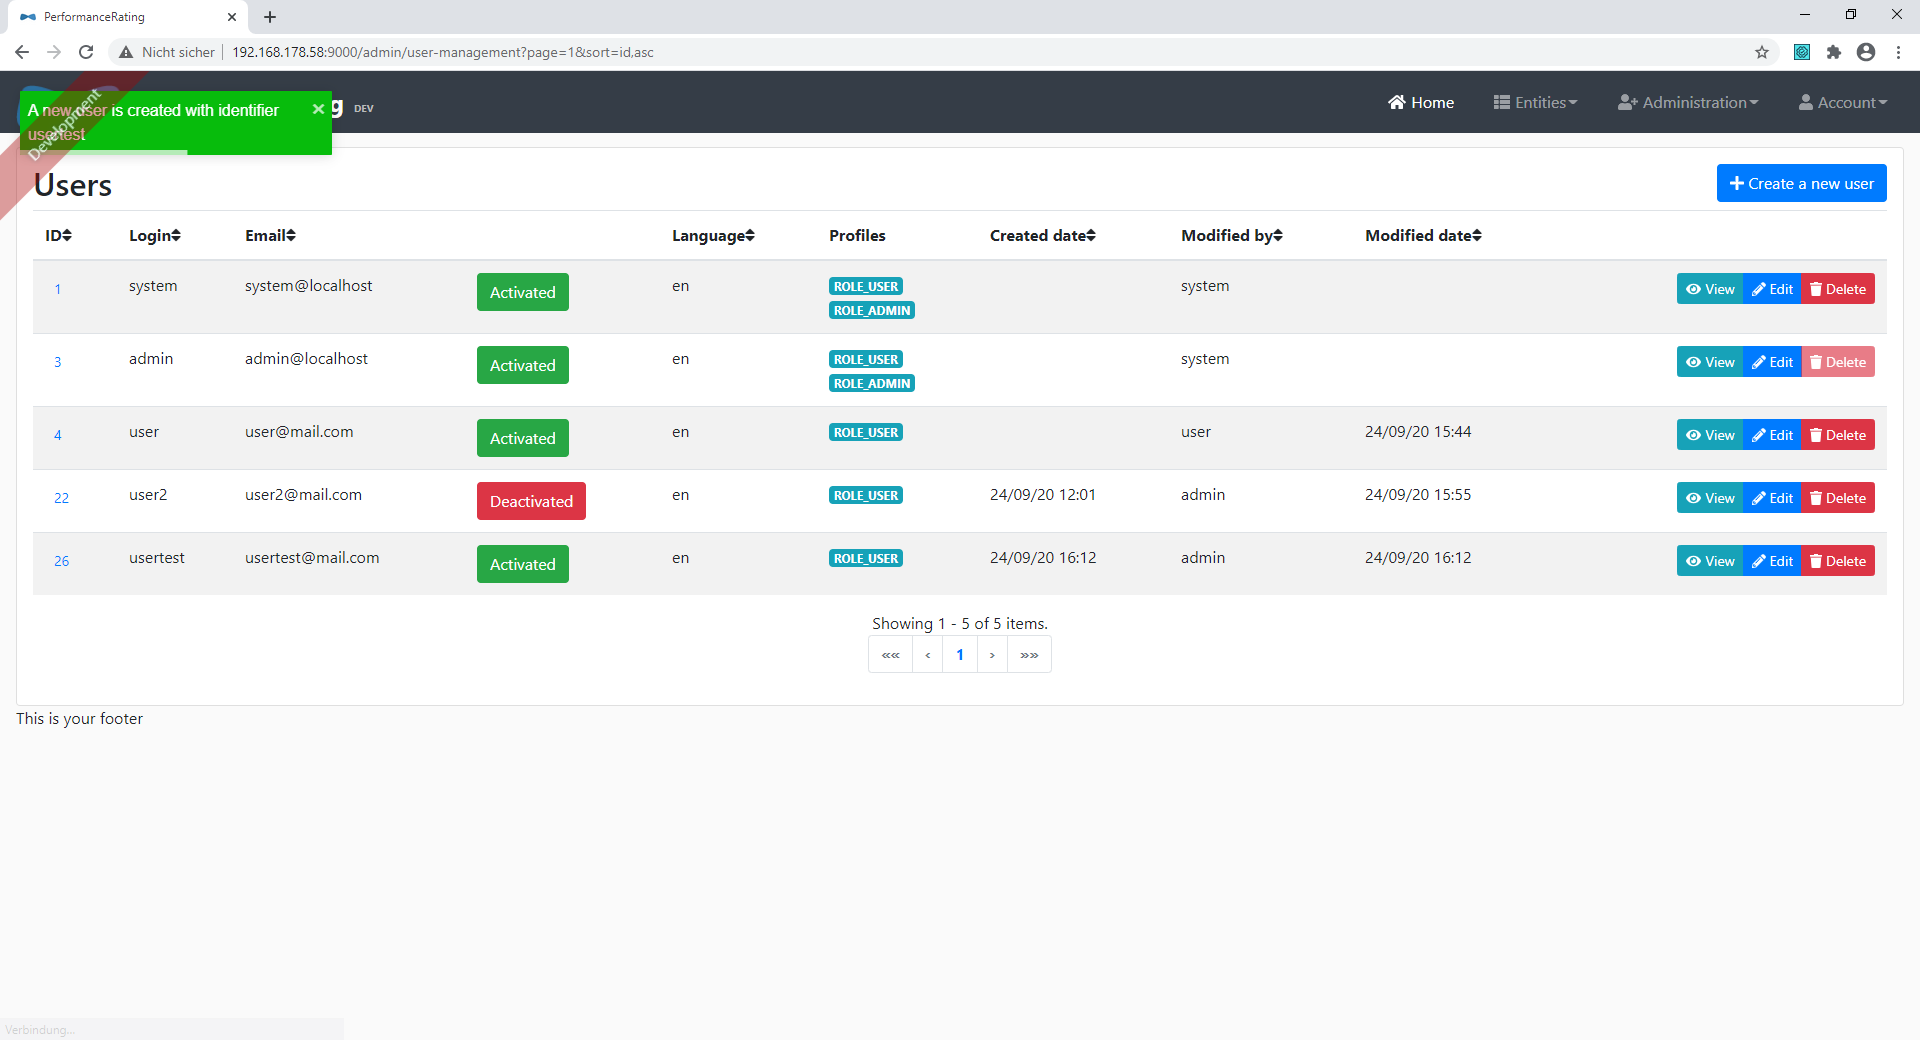 PerformanceRating
Nicht sicher 192.168.178.58:9000/admin/user-management?page=1&sort=id,asc
Development
A new user is created with identifier
usertest
g DEV
Home Entities Administration Account
Users
Create a new user
ID Login Email Language Profiles Created date Modified by Modified date
1 system system@localhost Activated en ROLE_USER system View Edit Delete
ROLE_ADMIN
3 admin admin@localhost Activated en ROLE_USER system View Edit Delete
ROLE_ADMIN
4 user user@mail.com Activated en ROLE_USER user 24/09/20 15:44 View Edit Delete
22 user2 user2@mail.com Deactivated en ROLE_USER 24/09/20 12:01 admin 24/09/20 15:55 View Edit Delete
26 usertest usertest@mail.com Activated en ROLE_USER 24/09/20 16:12 admin 24/09/20 16:12 View Edit Delete
Showing 1 - 5 of 5 items.
«« ‹ 1 › »»
This is your footer
Verbindung...